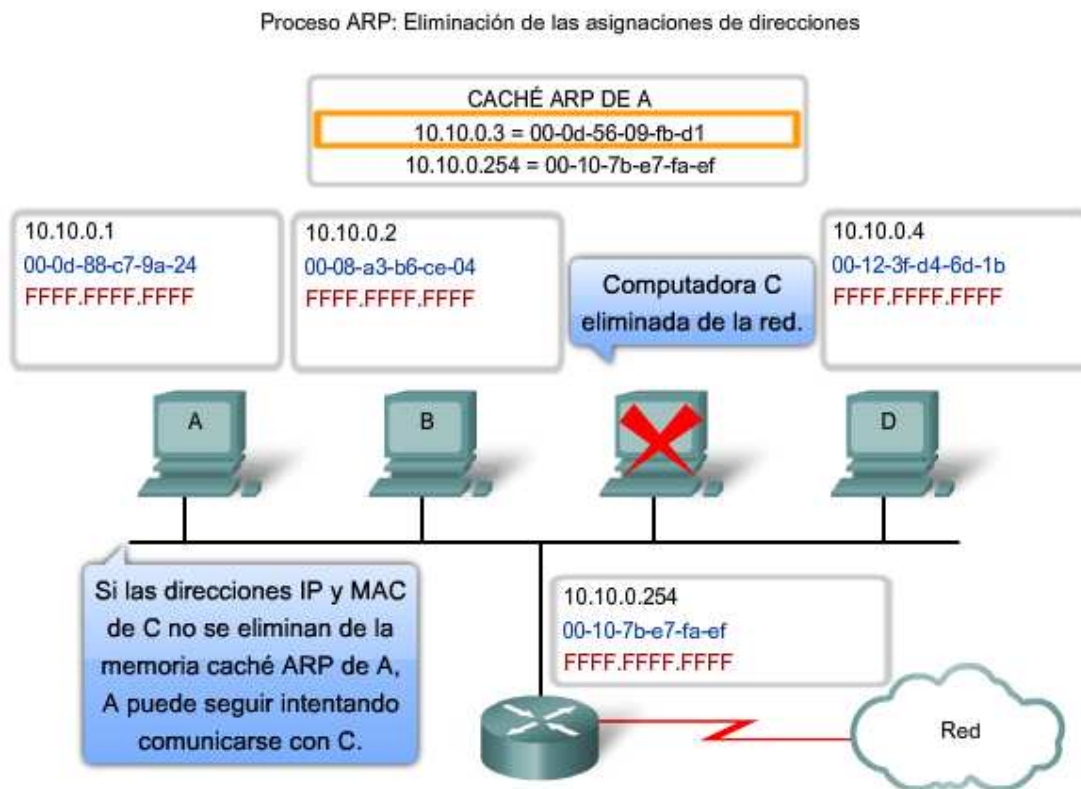 Proceso ARP: Eliminación de las asignaciones de direcciones
CACHÉ ARP DE A
10.10.0.3 = 00-0d-56-09-fb-d1
10.10.0.254 = 00-10-7b-e7-fa-ef
10.10.0.1
00-0d-88-c7-9a-24
FFFF.FFFF.FFFF
10.10.0.2
00-08-a3-b6-ce-04
FFFF.FFFF.FFFF
Computadora C
eliminada de la red.
10.10.0.4
00-12-3f-d4-6d-1b
FFFF.FFFF.FFFF
A
B
D
Si las direcciones IP y MAC
de C no se eliminan de la
memoria caché ARP de A,
A puede seguir intentando
comunicarse con C.
10.10.0.254
00-10-7b-e7-fa-ef
FFFF.FFFF.FFFF
Red